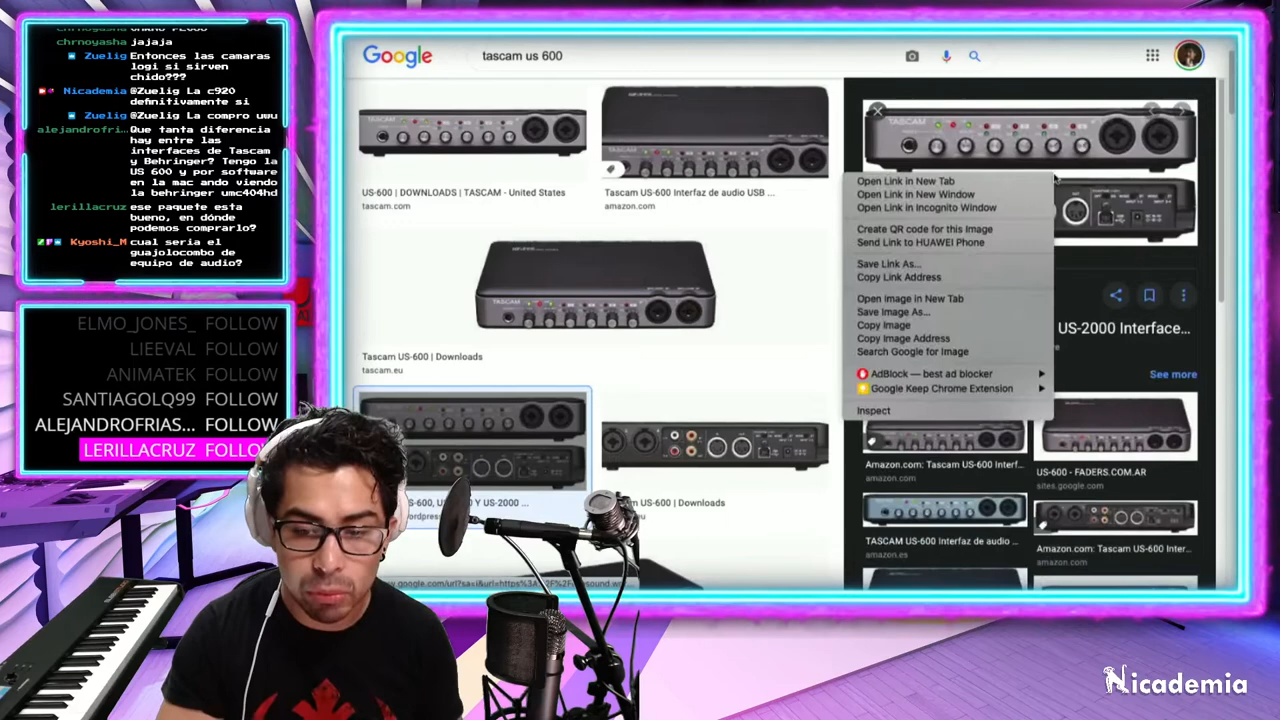 chrnoyasha jajaja
Zuelig Entonces las camaras
logi si sirven
chido???
Nicademia @Zuelig La c920
definitivamente si
Zuelig @Zuelig La compro uwu
alejandrofri... Que tanta diferencia
hay entre las
interfaces de Tascam
y Behringer? Tengo la
US 600 y por software
en la mac ando viendo
la behringer umc404hd
lerillacruz ese paquete esta
bueno, en dónde
podemos comprarlo?
Kyoshi_M cual seria el
guajolocombo de
equipo de audio?
ELMO_JONES_ FOLLOW
LIEEVAL FOLLOW
ANIMATEK FOLLOW
SANTIAGOLQ99 FOLLOW
ALEJANDROFRIAS... FOLLOW
LERILLACRUZ FOLLOW
Google
tascam us 600
US-600 | DOWNLOADS | TASCAM - United States
tascam.com
Tascam US-600 Interfaz de audio USB ...
amazon.com
Tascam US-600 | Downloads
tascam.eu
S-600, Y US-2000 ...
ordpres
US-600 | Downloads
TASCAM
Open Link in New Tab
Open Link in New Window
Open Link in Incognito Window
Create QR code for this Image
Send Link to HUAWEI Phone
Save Link As...
Copy Link Address
Open image in New Tab
Save Image As...
Copy Image
Copy Image Address
Search Google for Image
AdBlock — best ad blocker
Google Keep Chrome Extension
Inspect
US-2000 Interface...
See more
Amazon.com: Tascam US-600 Interf...
amazon.com
US-600 - FADERS.COM.AR
sites.google.com
TASCAM US-600 Interfaz de audio ...
amazon.es
Amazon.com: Tascam US-600 Inter...
amazon.com
Nicademia